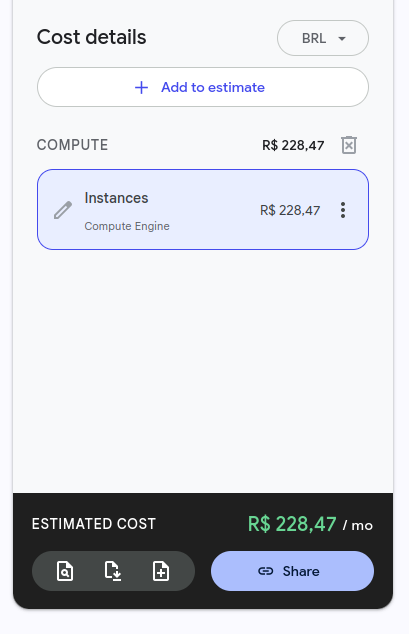 Cost details
BRL
Add to estimate
COMPUTE
R$ 228,47
Instances
R$ 228,47
Compute Engine
ESTIMATED COST
R$ 228,47 / mo
Share